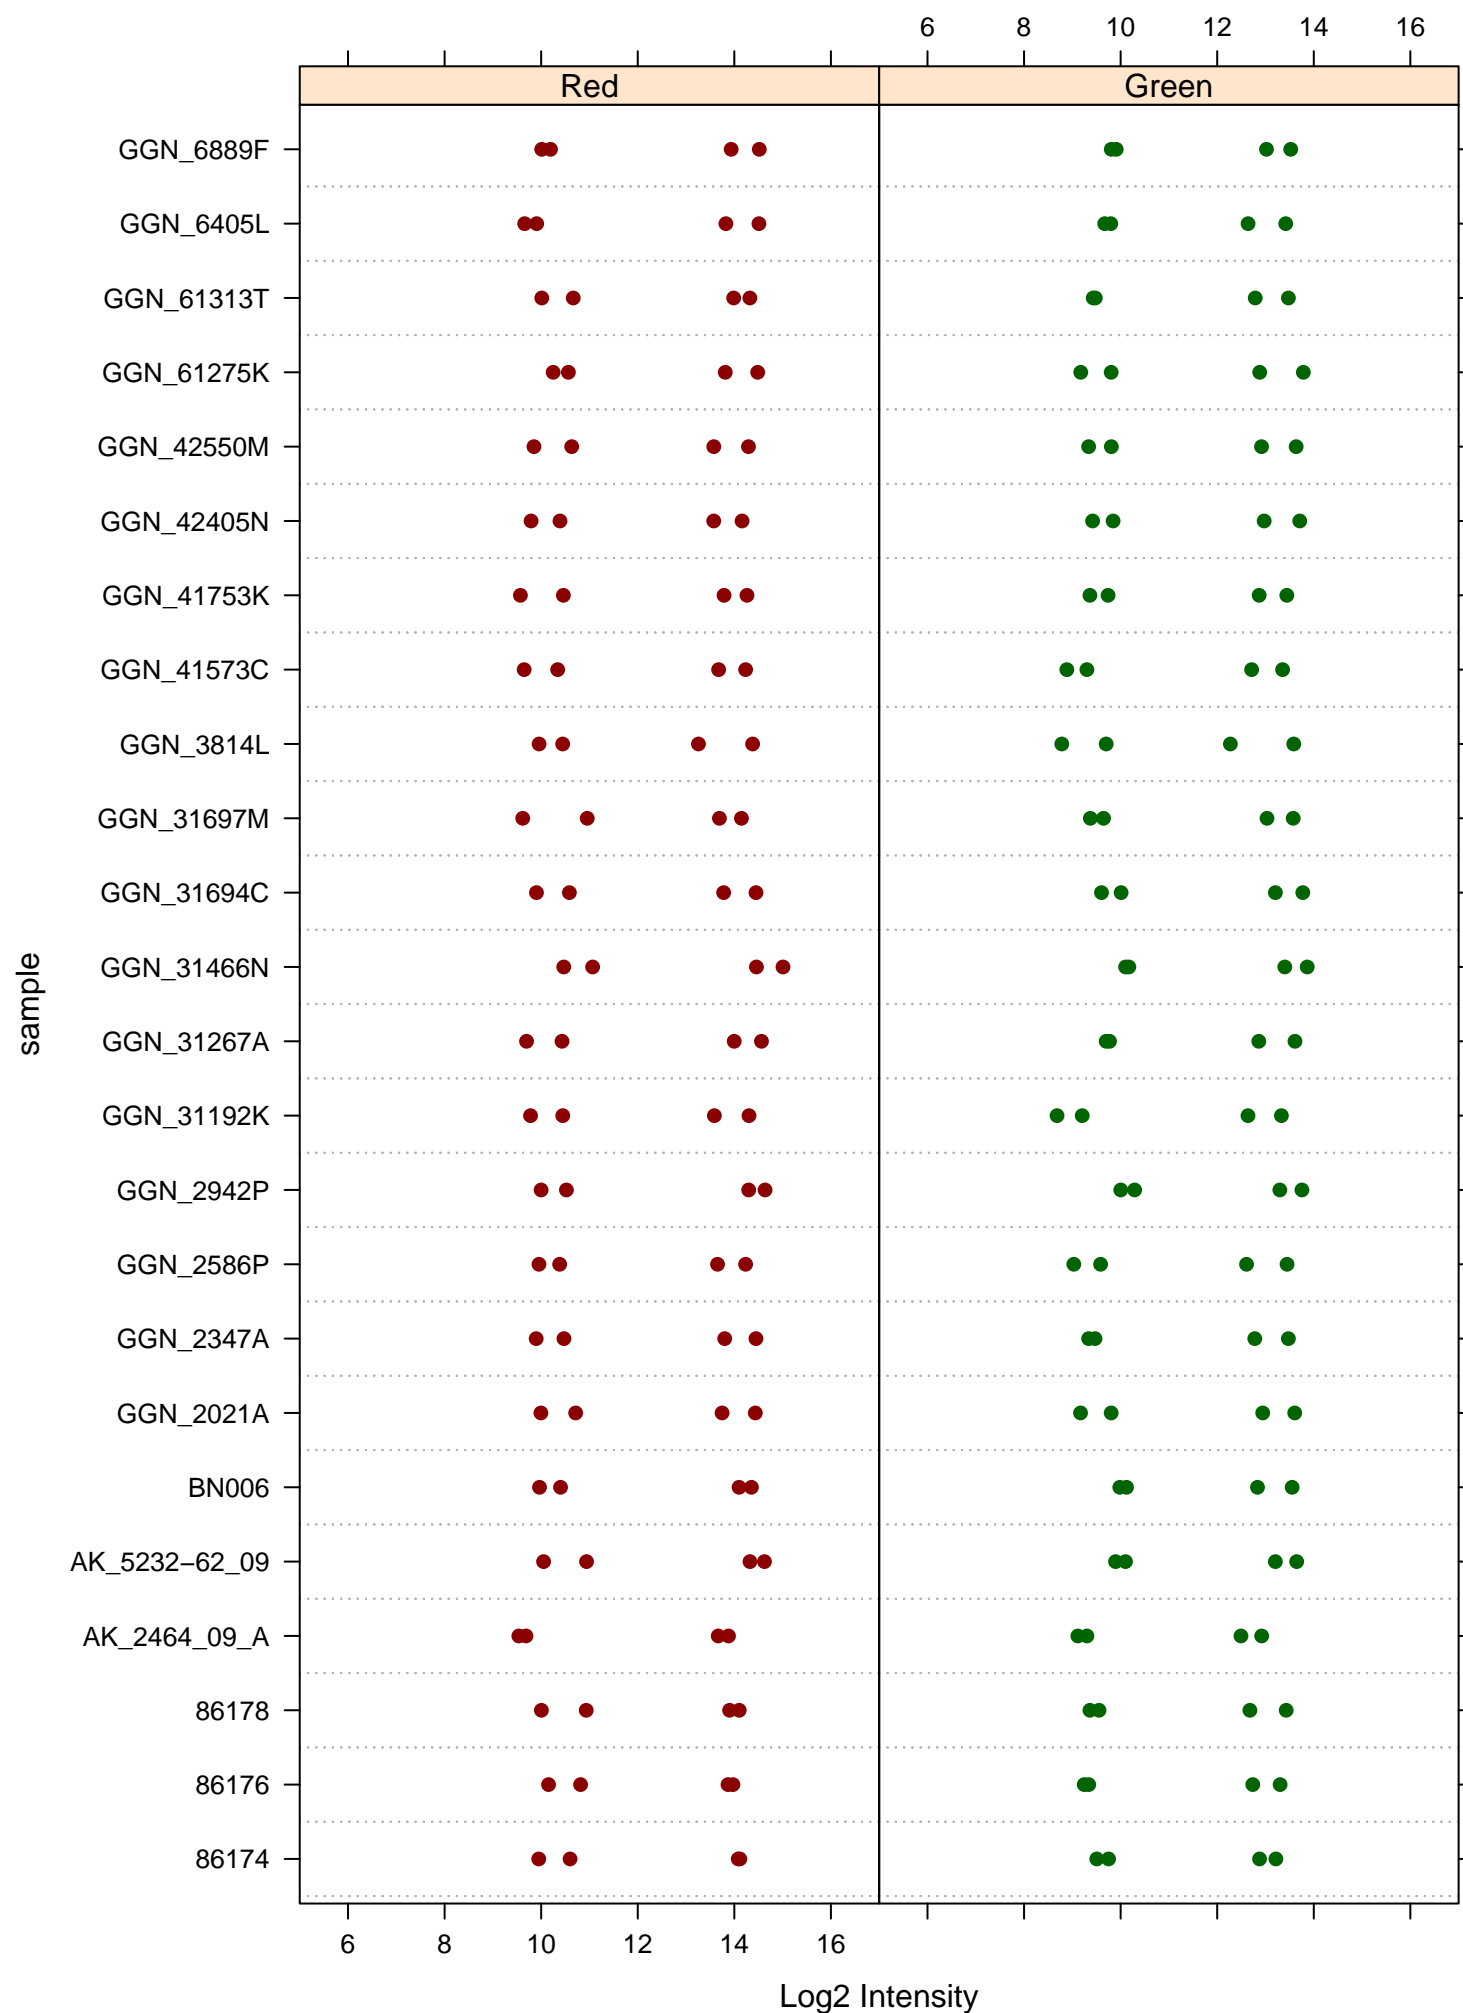 6 8 10 12 14 16
Red Green
GGN_6889F
GGN_6405L
GGN_61313T
GGN_61275K
GGN_42550M
GGN_42405N
GGN_41753K
GGN_41573C
GGN_3814L
GGN_31697M
GGN_31694C
GGN_31466N
GGN_31267A
GGN_31192K
GGN_2942P
GGN_2586P
GGN_2347A
GGN_2021A
BN006
AK_5232−62_09
AK_2464_09_A
86178
86176
86174
sample
6 8 10 12 14 16
Log2 Intensity